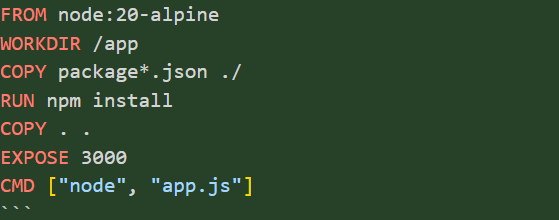 FROM node:20-alpine
WORKDIR /app
COPY package*.json ./
RUN npm install
COPY . .
EXPOSE 3000
CMD ["node", "app.js"]
```